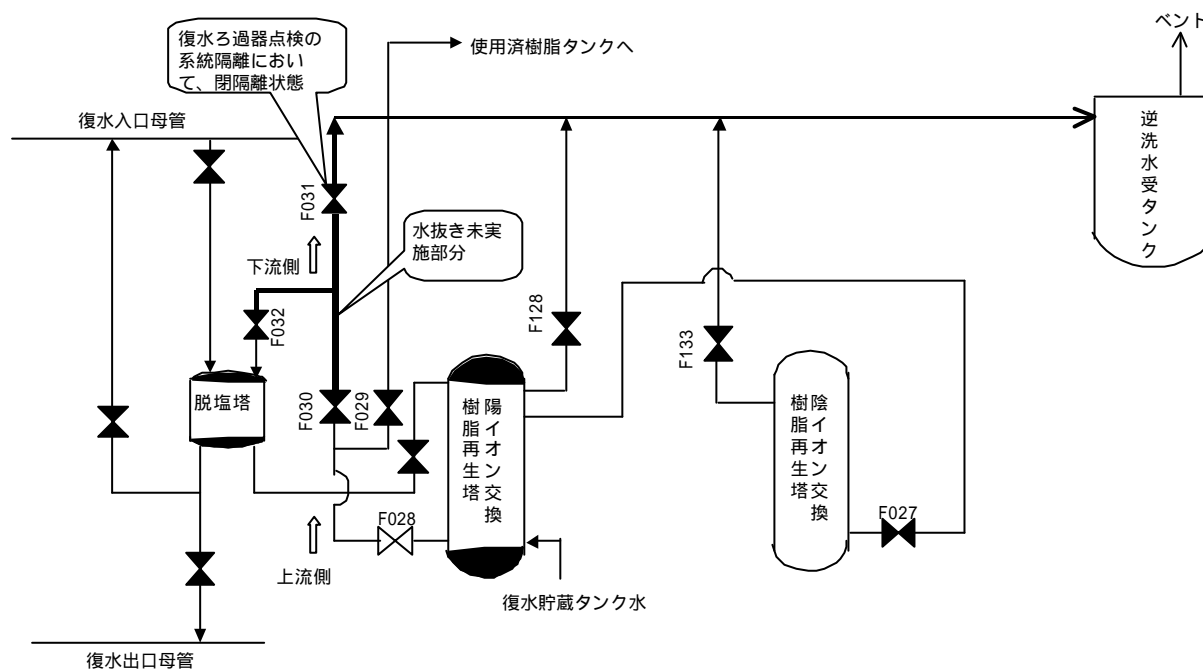 復水ろ過器点検の
系統隔離におい
て、閉隔離状態
使用済樹脂タンクへ
ベント
復水入口母管
逆洗水受タンク
F031
水抜き未実
施部分
下流側
F032
F128
F133
脱塩塔
F030
F029
陽イオン交換
樹脂再生塔
陰イオン交換
樹脂再生塔
F028
F027
上流側
復水貯蔵タンク水
復水出口母管